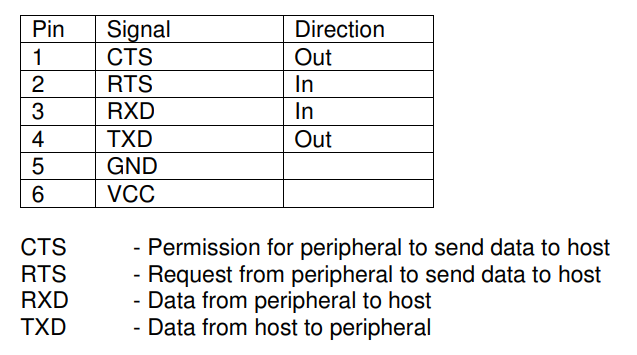 Pin Signal Direction
1 CTS Out
2 RTS In
3 RXD In
4 TXD Out
5 GND
6 VCC
CTS - Permission for peripheral to send data to host
RTS - Request from peripheral to send data to host
RXD - Data from peripheral to host
TXD - Data from host to peripheral